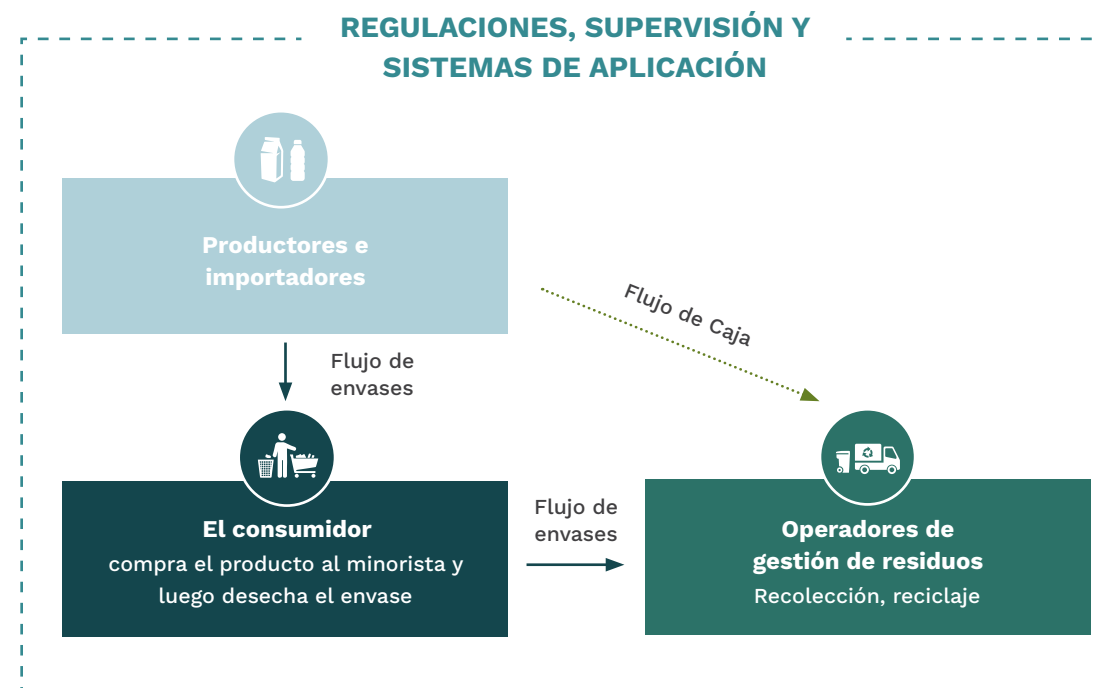 REGULACIONES, SUPERVISIÓN Y
SISTEMAS DE APLICACIÓN
Productores e
importadores
Flujo de Caja
Flujo de
envases
El consumidor
compra el producto al minorista y
luego desecha el envase
Flujo de
envases
Operadores de
gestión de residuos
Recolección, reciclaje